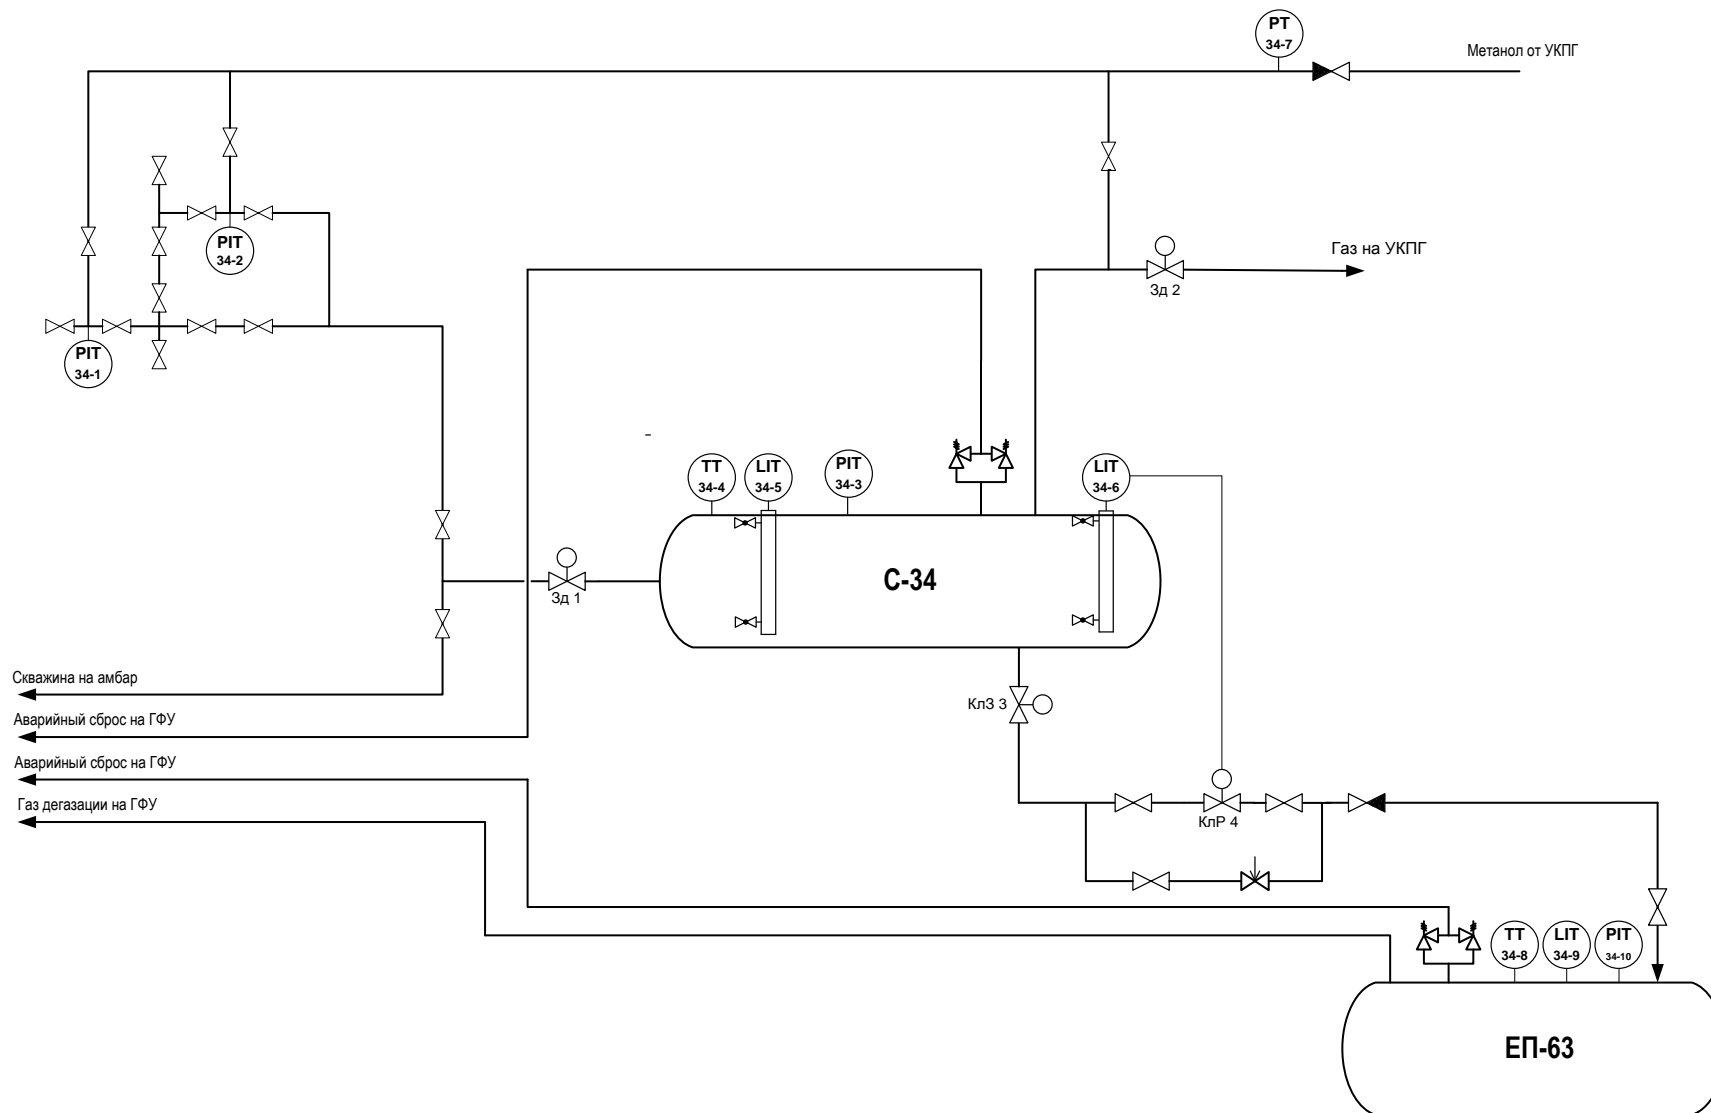 PT
34-7
Метанол от УКПГ
PIT
34-2
Газ на УКПГ
Зд 2
PIT
34-1
-
TT
34-4
LIT
34-5
PIT
34-3
LIT
34-6
С-34
Зд 1
Скважина на амбар
КлЗ 3
Аварийный сброс на ГФУ
Аварийный сброс на ГФУ
Газ дегазации на ГФУ
КлР 4
TT
34-8
LIT
34-9
PIT
34-10
ЕП-63